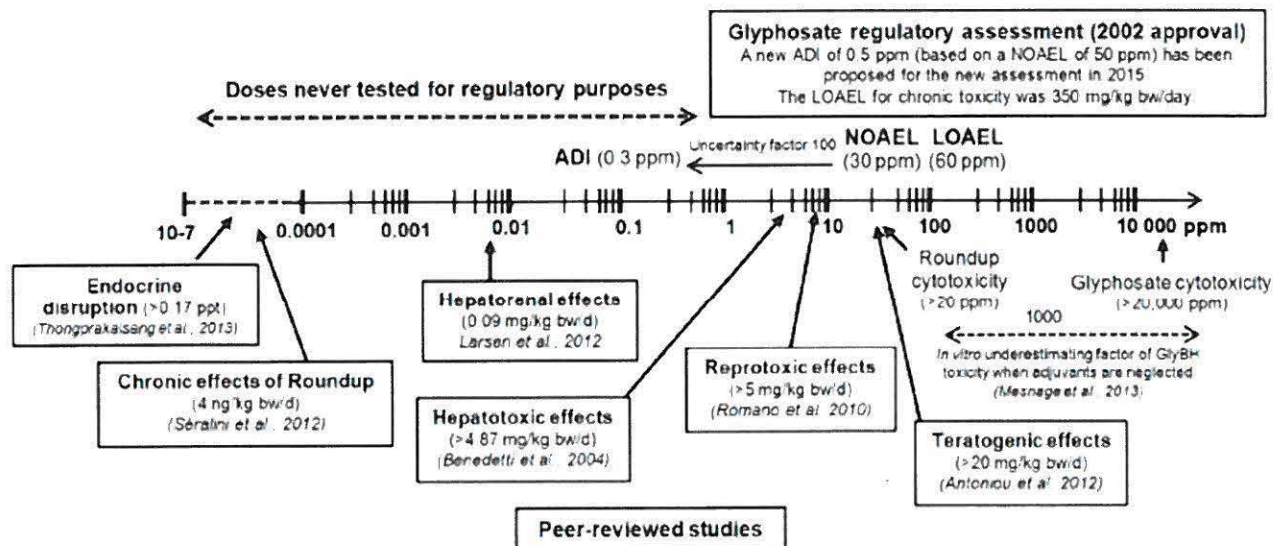 Glyphosate regulatory assessment (2002 approval)
A new ADI of 0.5 ppm (based on a NOAEL of 50 ppm) has been
proposed for the new assessment in 2015
The LOAEL for chronic toxicity was 350 mg/kg bw/day
Doses never tested for regulatory purposes
ADI (0.3 ppm)
Uncertainty factor 100
NOAEL LOAEL
(30 ppm) (60 ppm)
10-7 0.0001 0.001 0.01 0.1 1 10 100 1000 10 000 ppm
Endocrine
disruption (>0.17 ppt)
(Thongprakaisang et al., 2013)
Chronic effects of Roundup
(4 ng/kg bw/d)
(Séralini et al., 2012)
Hepatorenal effects
(0.09 mg/kg bw/d)
Larsen et al. 2012
Hepatotoxic effects
(>4.87 mg/kg bw/d)
(Benedetti et al. 2004)
Reprotoxic effects
(>5 mg/kg bw/d)
(Romano et al. 2010)
Roundup
cytotoxicity
(>20 ppm)
Glyphosate cytotoxicity
(>20,000 ppm)
1000
In vitro underestimating factor of GlyBH
toxicity when adjuvants are neglected
(Mesnage et al. 2013)
Teratogenic effects
(>20 mg/kg bw/d)
(Antoniou et al. 2012)
Peer-reviewed studies